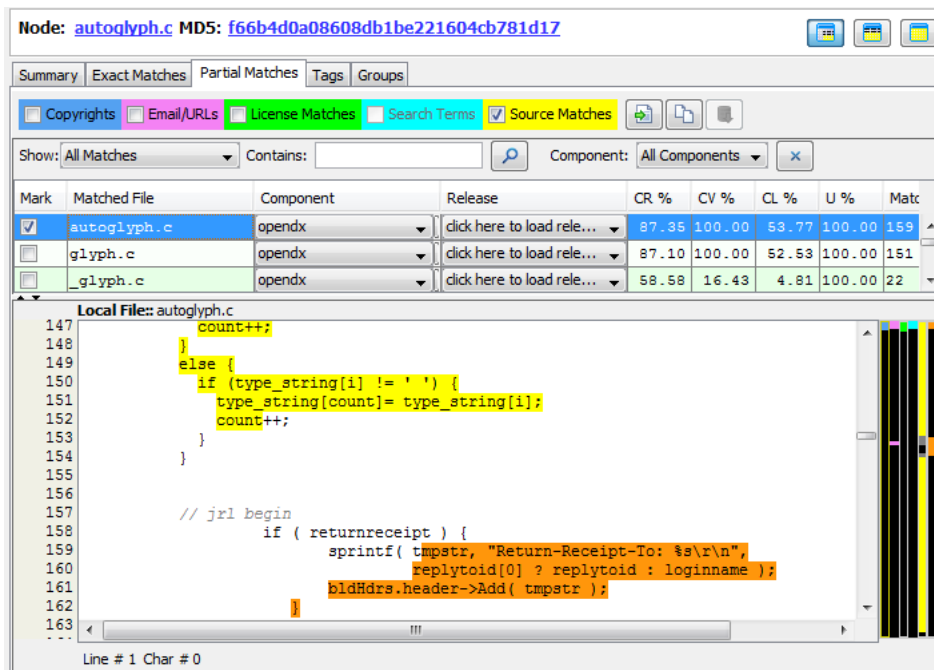 Node: autoglyph.c MD5: f66b4d0a08608db1be221604cb781d17
Summary Exact Matches Partial Matches Tags Groups
Copyrights Email/URLs License Matches Search Terms Source Matches
Show: All Matches Contains: Component: All Components
Mark Matched File Component Release CR % CV % CL % U % Matc
autoglyph.c opendx click here to load rele... 87.35 100.00 53.77 100.00 159
glyph.c opendx click here to load rele... 87.10 100.00 52.53 100.00 151
_glyph.c opendx click here to load rele... 58.58 16.43 4.81 100.00 22
Local File:: autoglyph.c
147 count++;
148 }
149 else {
150 if (type_string[i] != ' ') {
151 type_string[count]= type_string[i];
152 count++;
153 }
154 }
155
156
157 // jrl begin
158 if ( returnreceipt ) {
159 sprintf( tmpstr, "Return-Receipt-To: %s\r\n",
160 replytoid[0] ? replytoid : loginname );
161 bldHdrs.header->Add( tmpstr );
162 }
163
Line # 1 Char # 0